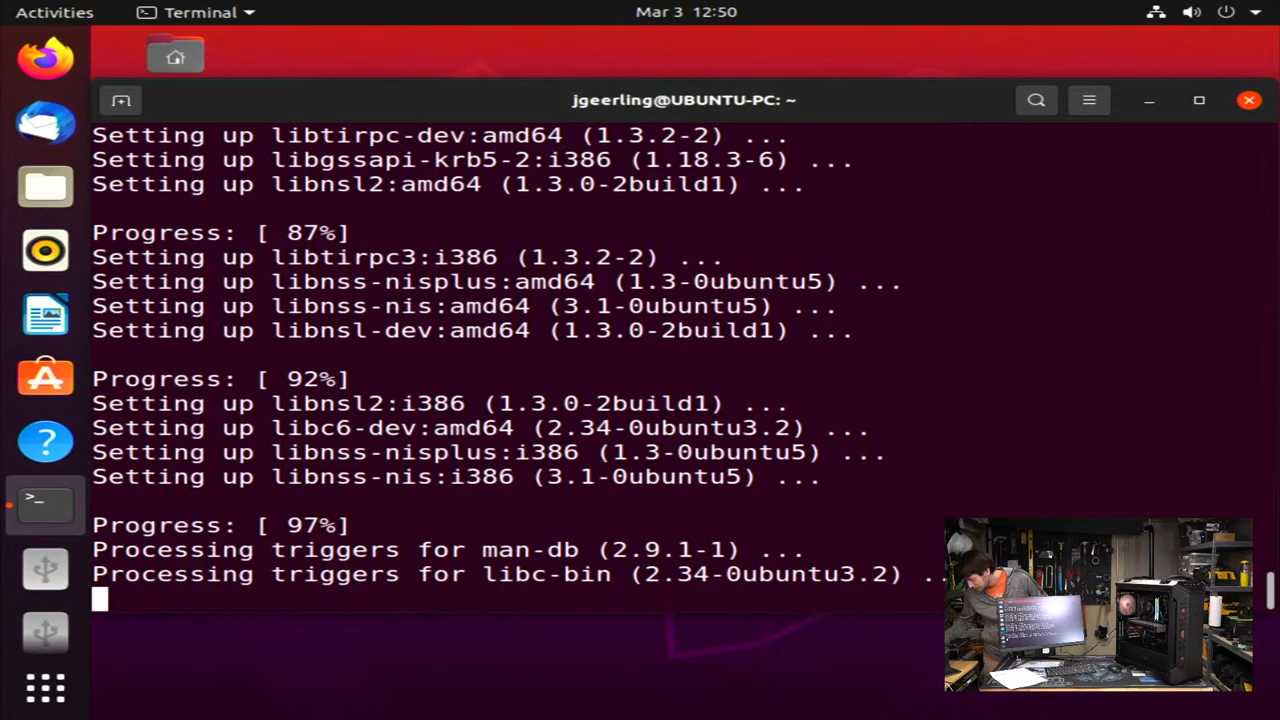 Activities
Terminal
Mar 3 12:50
jgeerling@UBUNTU-PC: ~
Setting up libtirpc-dev:amd64 (1.3.2-2) ...
Setting up libgssapi-krb5-2:i386 (1.18.3-6) ...
Setting up libnsl2:amd64 (1.3.0-2build1) ...
Progress: [ 87%]
Setting up libtirpc3:i386 (1.3.2-2) ...
Setting up libnss-nisplus:amd64 (1.3-0ubuntu5) ...
Setting up libnss-nis:amd64 (3.1-0ubuntu5) ...
Setting up libnsl-dev:amd64 (1.3.0-2build1) ...
Progress: [ 92%]
Setting up libnsl2:i386 (1.3.0-2build1) ...
Setting up libc6-dev:amd64 (2.34-0ubuntu3.2) ...
Setting up libnss-nisplus:i386 (1.3-0ubuntu5) ...
Setting up libnss-nis:i386 (3.1-0ubuntu5) ...
Progress: [ 97%]
Processing triggers for man-db (2.9.1-1) ...
Processing triggers for libc-bin (2.34-0ubuntu3.2) ..